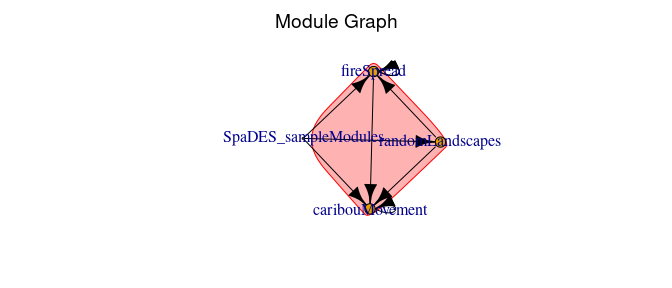 Module Graph
fireSpread
SpaDES_sampleModules
randomLandscapes
caribouMovement